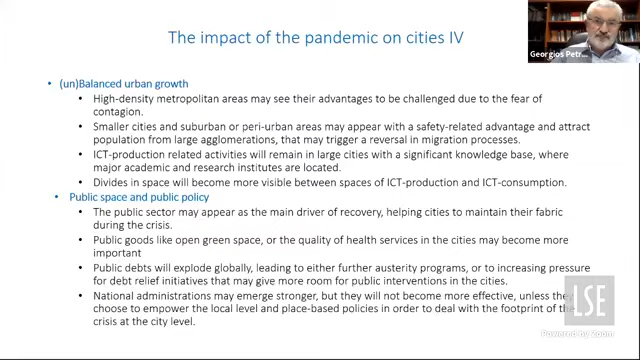 The impact of the pandemic on cities IV
Georgios Petr...
• (un)Balanced urban growth
• High-density metropolitan areas may see their advantages to be challenged due to the fear of
contagion.
• Smaller cities and suburban or peri-urban areas may appear with a safety-related advantage and attract
population from large agglomerations, that may trigger a reversal in migration processes.
• ICT-production related activities will remain in large cities with a significant knowledge base, where
major academic and research institutes are located.
• Divides in space will become more visible between spaces of ICT-production and ICT-consumption.
• Public space and public policy
• The public sector may appear as the main driver of recovery, helping cities to maintain their fabric
during the crisis.
• Public goods like open green space, or the quality of health services in the cities may become more
important
• Public debts will explode globally, leading to either further austerity programs, or to increasing pressure
for debt relief initiatives that may give more room for public interventions in the cities.
• National administrations may emerge stronger, but they will not become more effective, unless they
choose to empower the local level and place-based policies in order to deal with the footprint of the
crisis at the city level.
LSE
Powered by Zoom